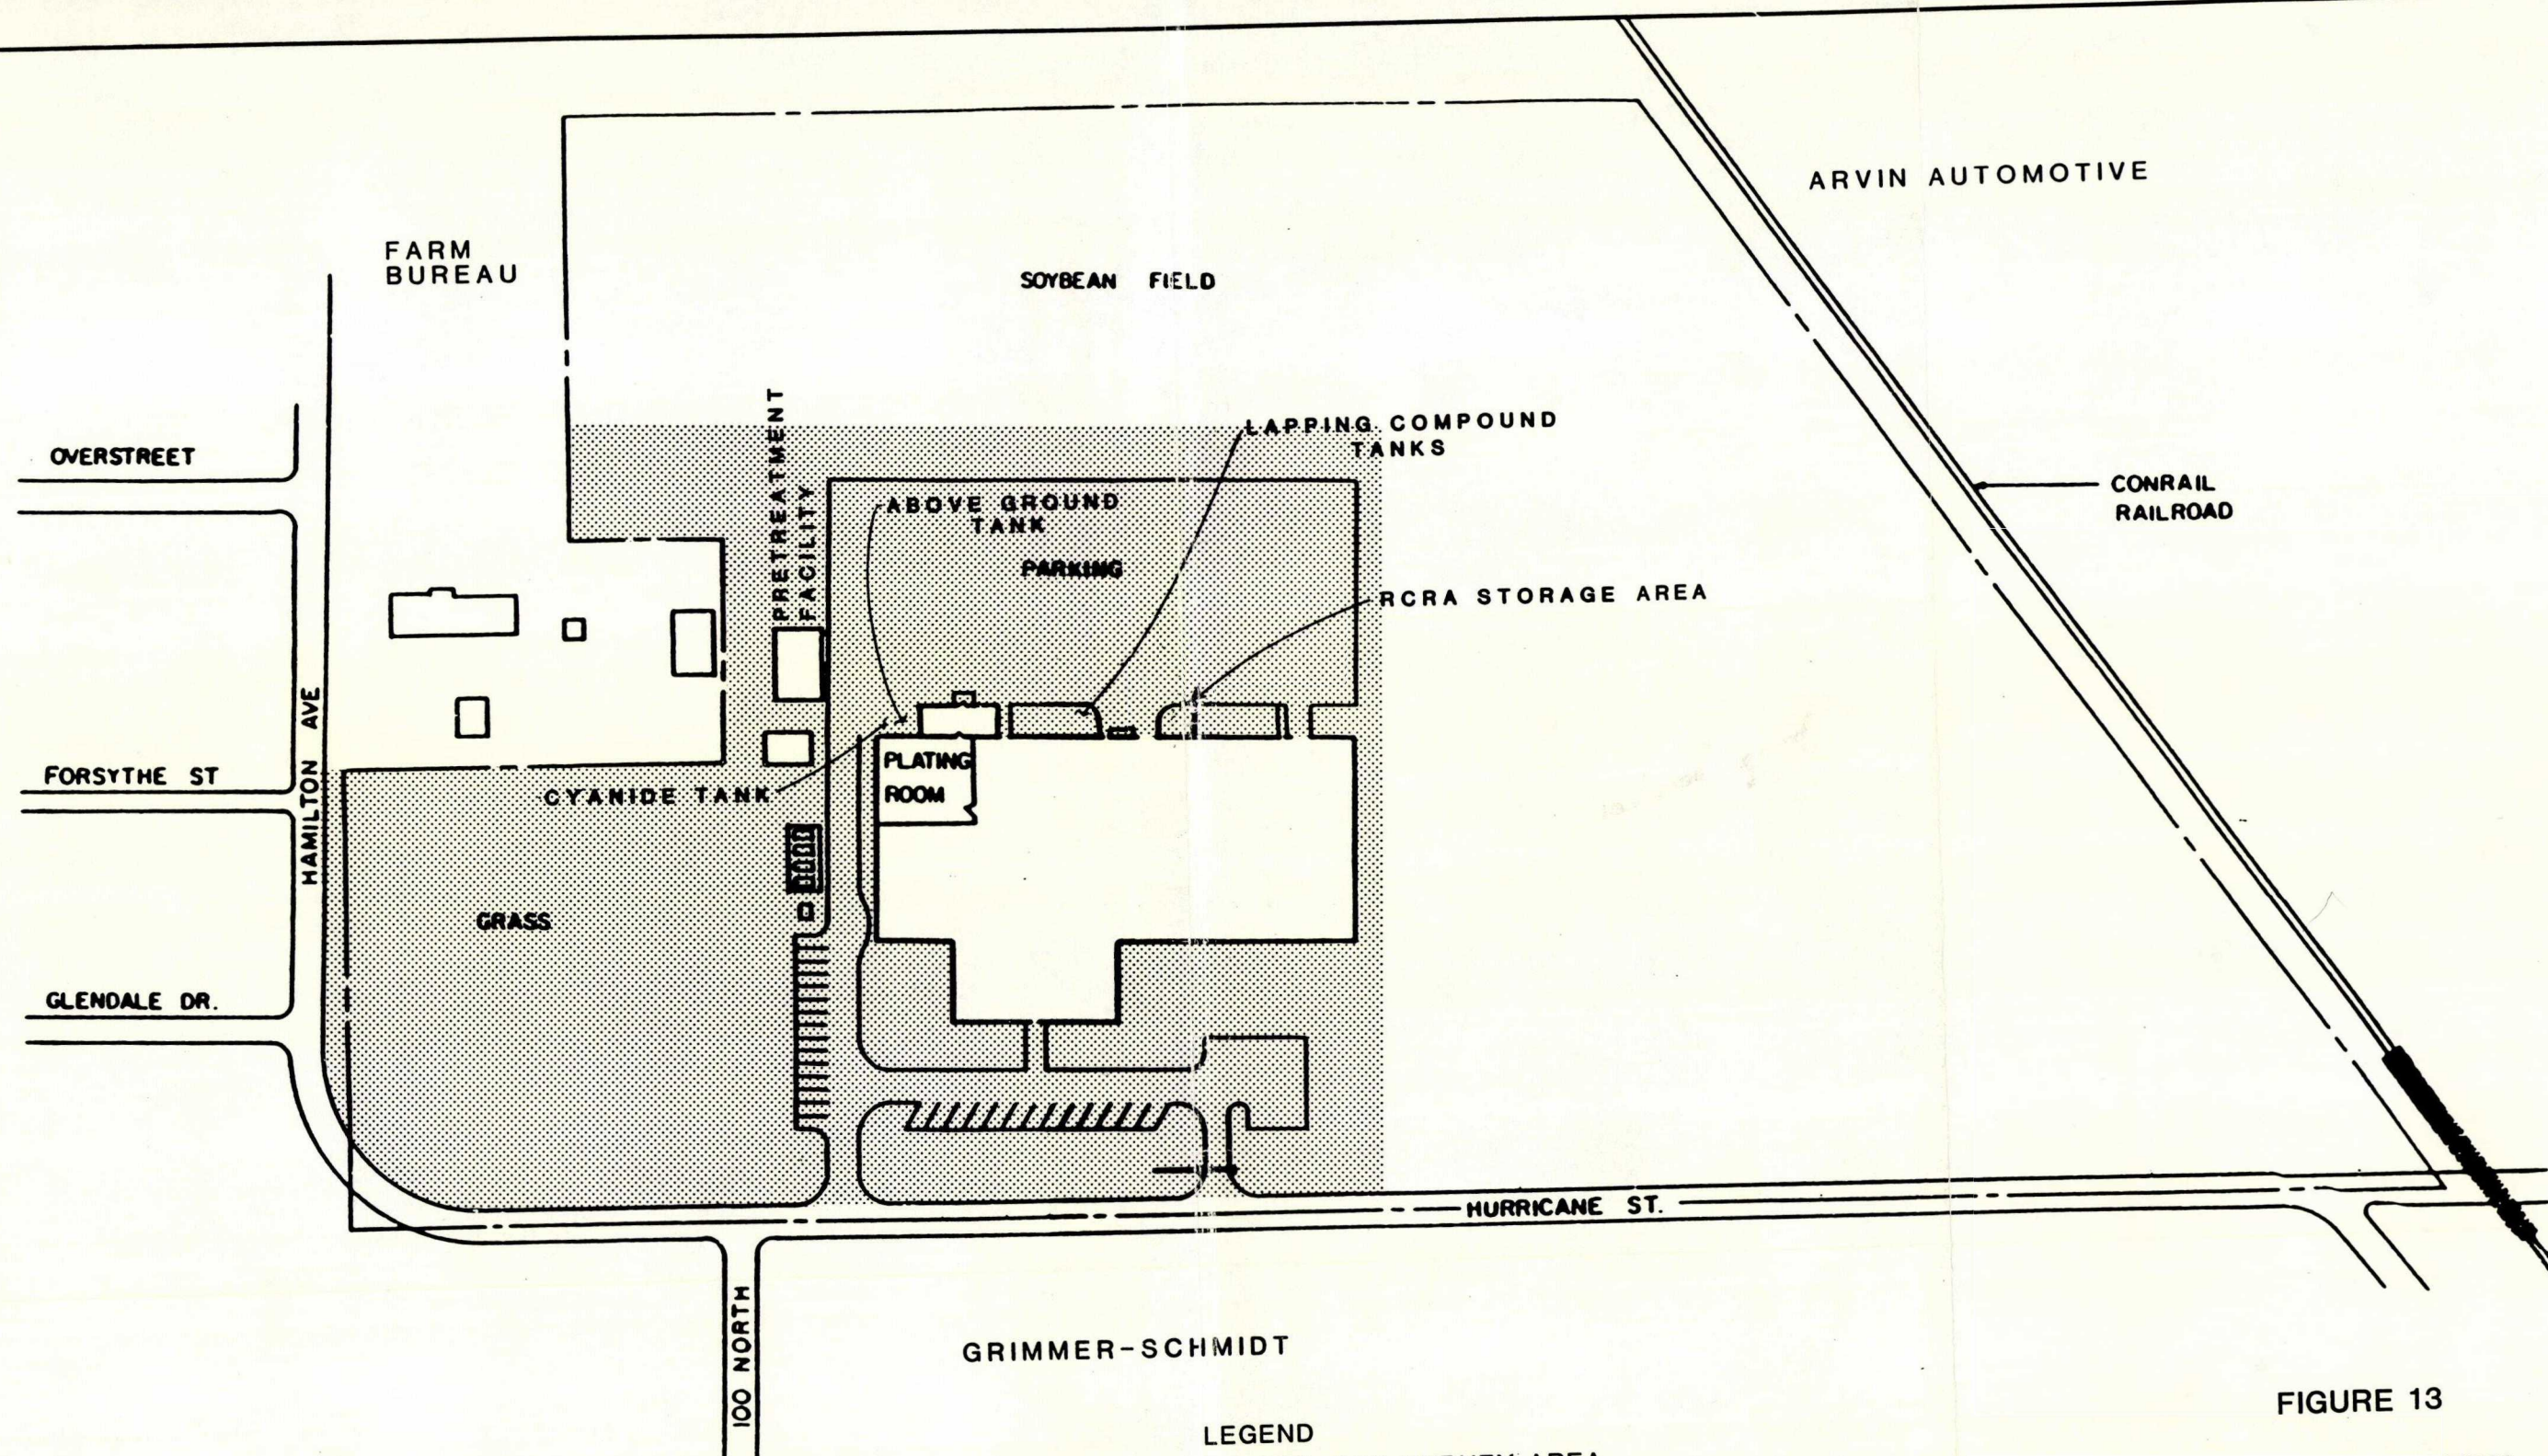 ARVIN AUTOMOTIVE
FARM
BUREAU
SOYBEAN FIELD
PRETREATMENT
FACILITY
LAPPING COMPOUND
TANKS
OVERSTREET
CONRAIL
RAILROAD
ABOVE GROUND
TANK
PARKING
RCRA STORAGE AREA
HAMILTON AVE
FORSYTHE ST
PLATING
ROOM
CYANIDE TANK
GRASS
GLENDALE DR.
HURRICANE ST.
100 NORTH
GRIMMER-SCHMIDT
FIGURE 13
LEGEND
AREA